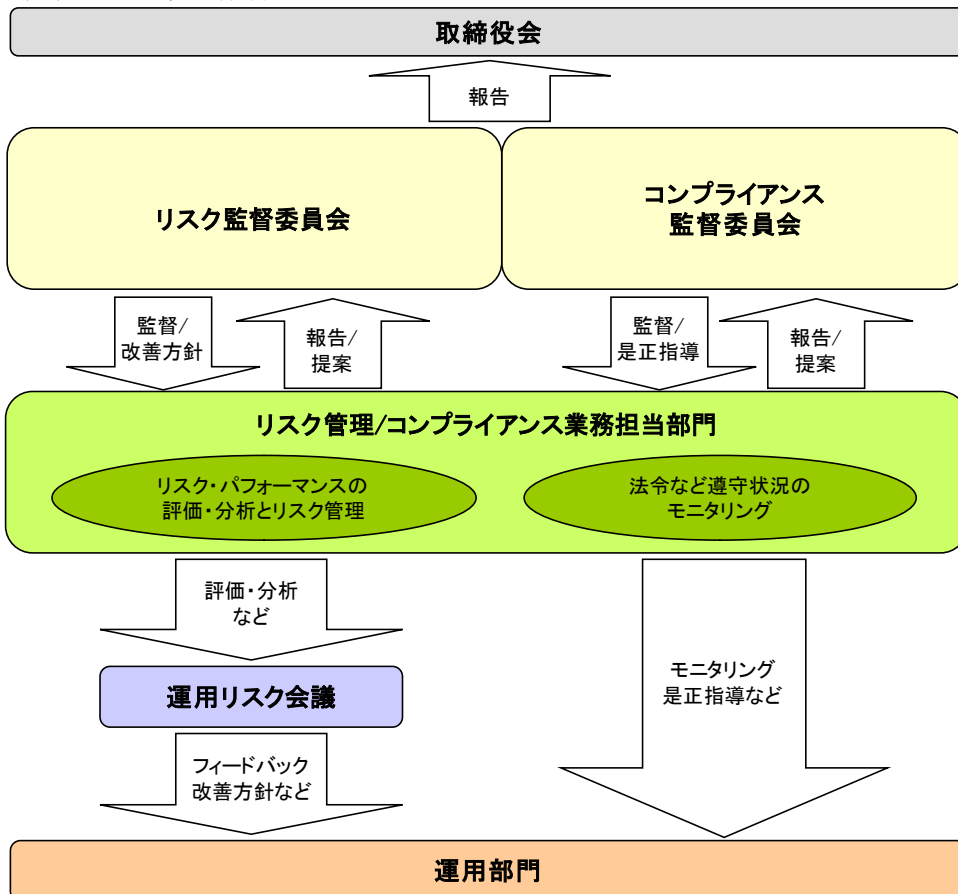 取締役会
報告
リスク監督委員会
コンプライアンス
監督委員会
監督/
改善方針
報告/
提案
監督/
是正指導
報告/
提案
リスク管理/コンプライアンス業務担当部門
リスク・パフォーマンスの
評価・分析とリスク管理
法令など遵守状況の
モニタリング
評価・分析
など
運用リスク会議
モニタリング
是正指導など
フィードバック
改善方針など
運用部門